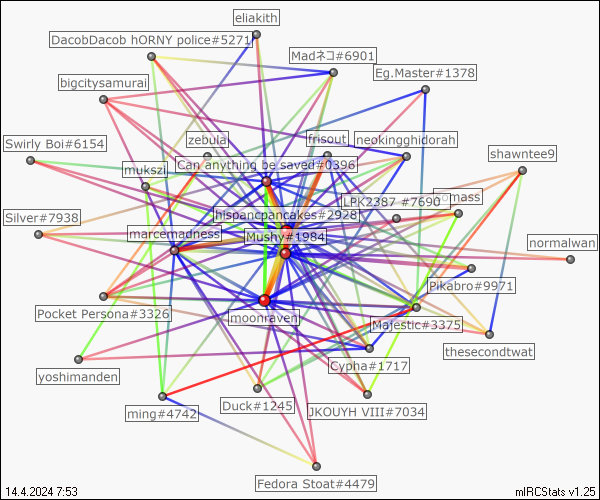 eliakith
DacobDacob hORNY police#5271
Madネコ#6901
Eg.Master#1378
bigcitysamurai
Swirly Boi#6154
zebula
frisout
neokingghidorah
shawntee9
mukszi
Can anything be saved#0396
LPK2387 #7690
omass
Silver#7938
hispancpancakes#2928
marcemadness
Mushy#1984
normalwan
Pikabro#9971
Pocket Persona#3326
moonraven
Majestic#3375
thesecondtwat
yoshimanden
Cypha#1717
ming#4742
Duck#1245
JKOUYH VIII#7034
Fedora Stoat#4479
14.4.2024 7:53
mIRCStats v1.25